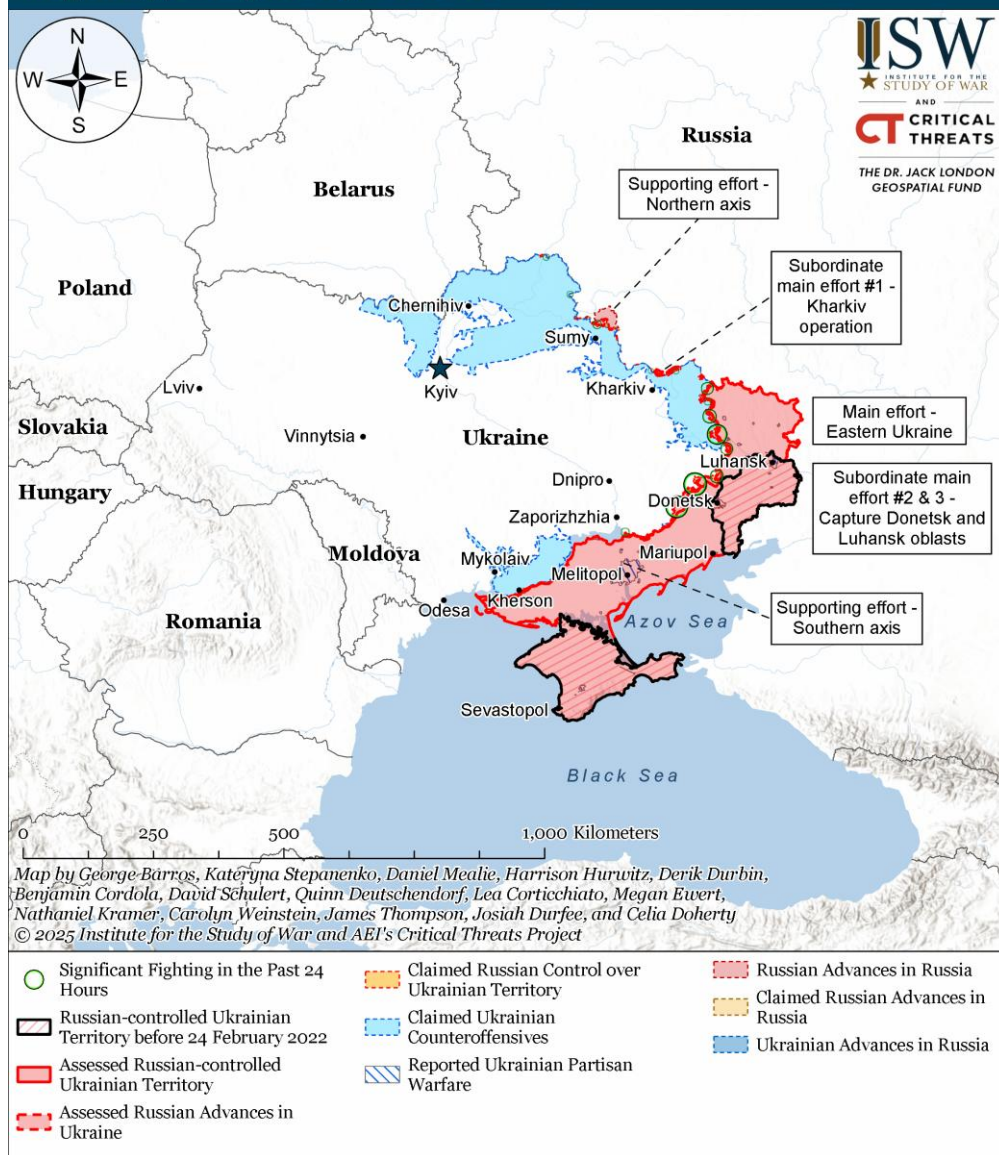 N
W
E
S
ISW
INSTITUTE FOR THE
STUDY OF WAR
AND
CT CRITICAL
THREATS
THE DR. JACK LONDON
GEOSPATIAL FUND
Russia
Supporting effort -
Northern axis
Belarus
Subordinate
main effort #1 -
Kharkiv
operation
Poland
Chernihiv
Sumy
Kyiv
Kharkiv
Lviv
Slovakia
Vinnytsia
Ukraine
Main effort -
Eastern Ukraine
Luhansk
Hungary
Dnipro
Donetsk
Subordinate main
effort #2 & 3 -
Capture Donetsk and
Luhansk oblasts
Zaporizhzhia
Moldova
Mykolaiv
Mariupol
Melitopol
Kherson
Odesa
Romania
Azov Sea
Supporting effort -
Southern axis
Sevastopol
Black Sea
0
250
500
1,000 Kilometers
Map by George Barros, Kateryna Stepanenko, Daniel Mealie, Harrison Hurwitz, Derik Durbin,
Benjamin Cordola, David Schulert, Quinn Deutschendorf, Lea Corticchiato, Megan Ewert,
Nathaniel Kramer, Carolyn Weinstein, James Thompson, Josiah Durfee, and Celia Doherty
© 2025 Institute for the Study of War and AEI's Critical Threats Project
Significant Fighting in the Past 24
Hours
Russian-controlled Ukrainian
Territory before 24 February 2022
Assessed Russian-controlled
Ukrainian Territory
Assessed Russian Advances in
Ukraine
Claimed Russian Control over
Ukrainian Territory
Claimed Ukrainian
Counteroffensives
Reported Ukrainian Partisan
Warfare
Russian Advances in Russia
Claimed Russian Advances in
Russia
Ukrainian Advances in Russia